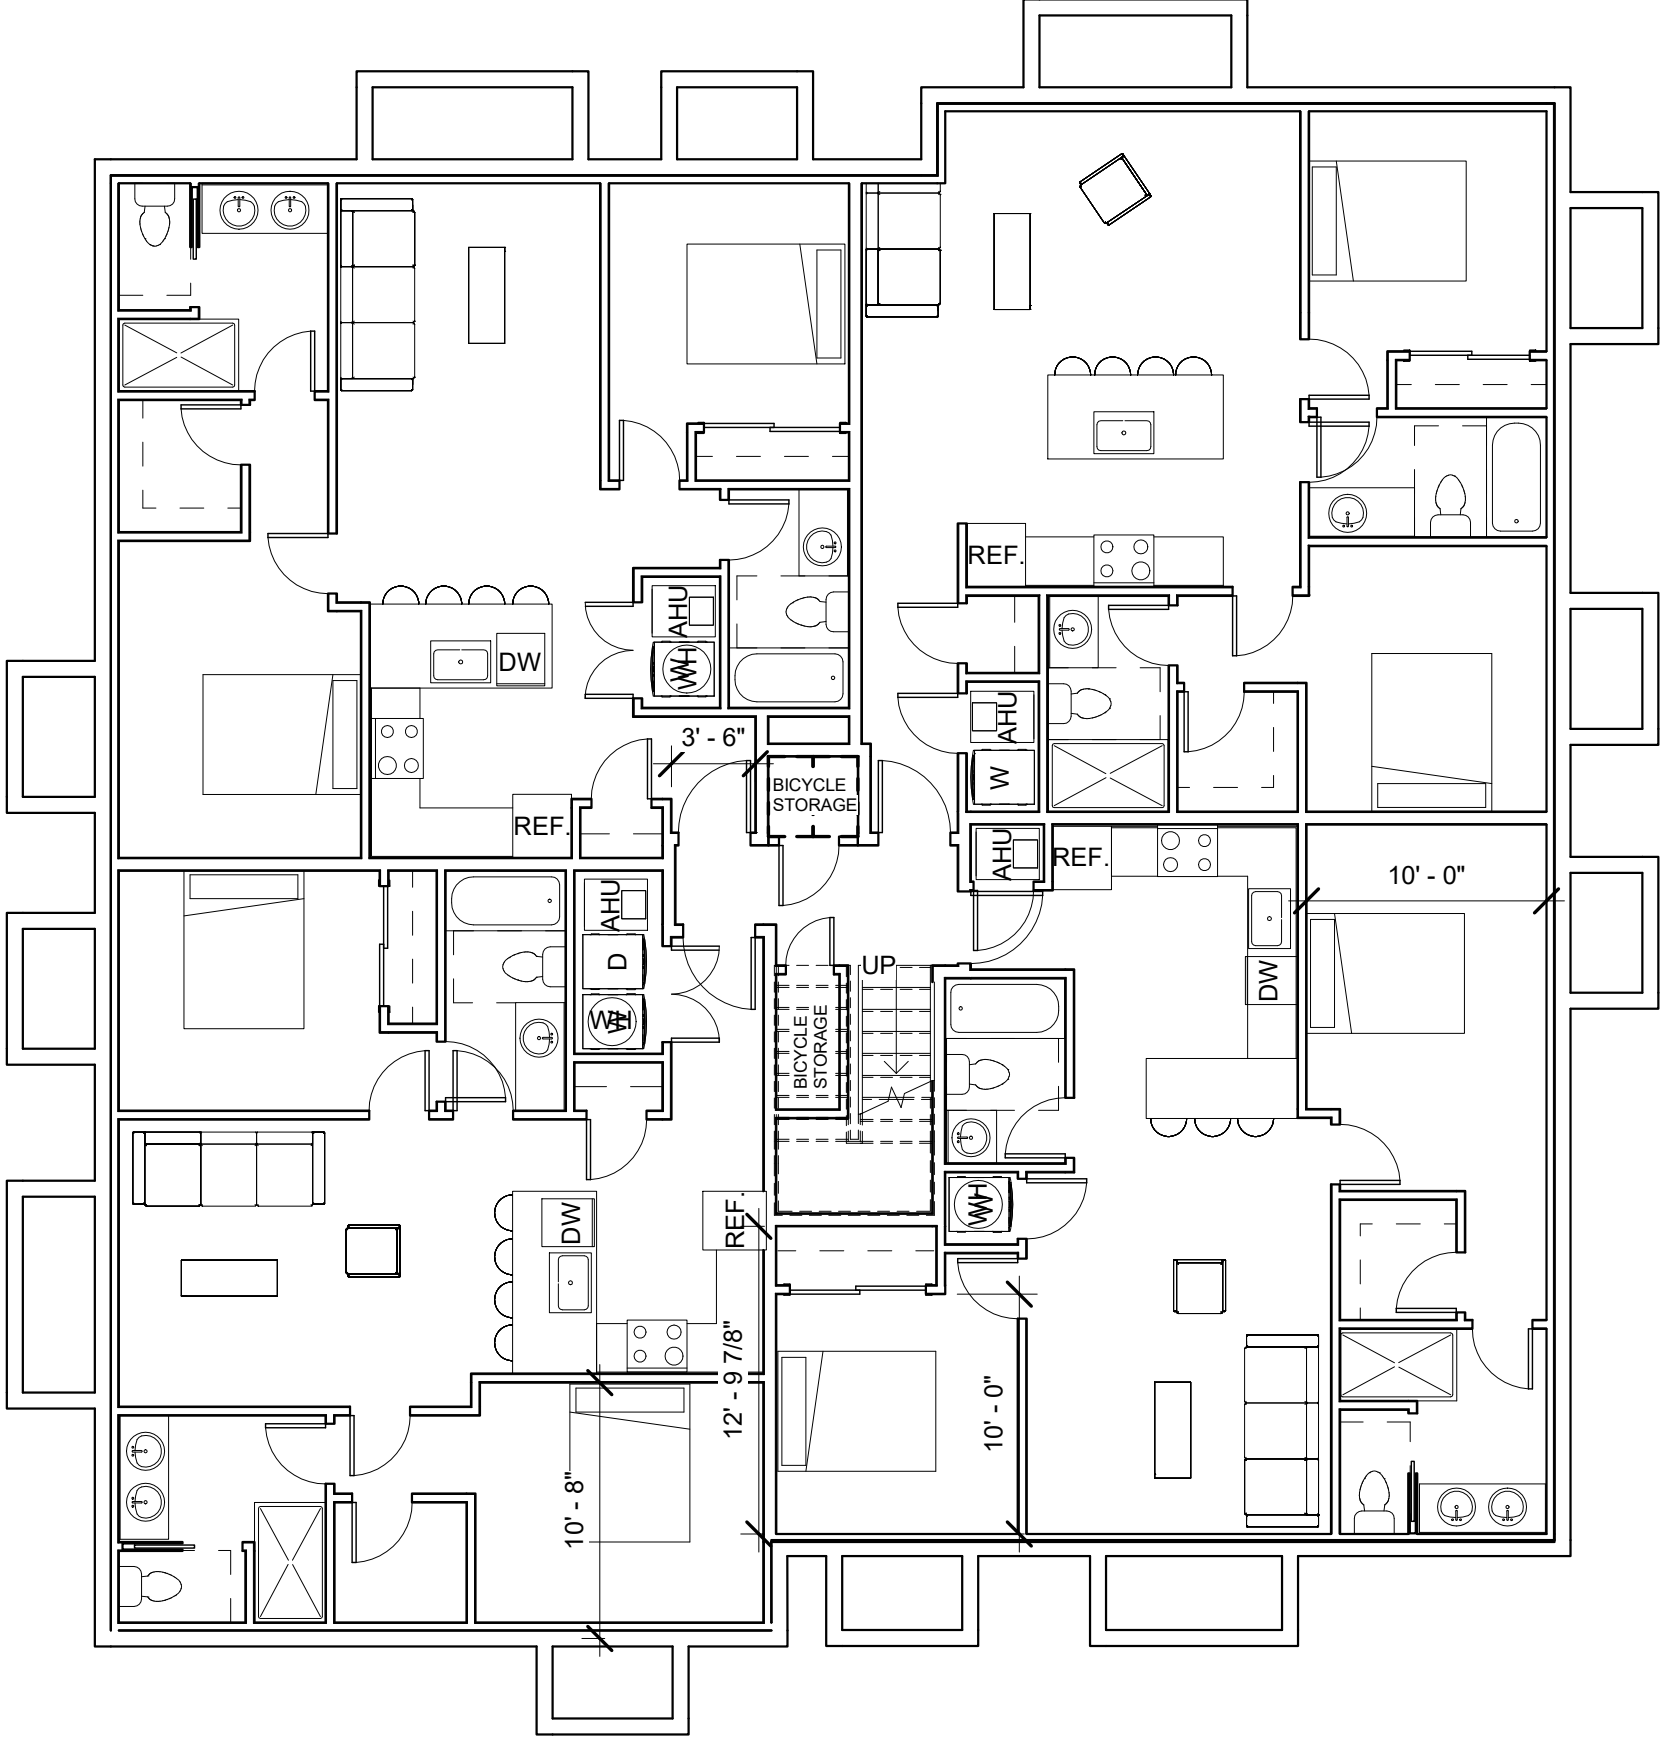 REF.
AHU
DW
WH
3' - 6"
AHU
W
BICYCLE
STORAGE
REF.
AHU
REF.
10' - 0"
AHU
D
WH
UP
DW
BICYCLE
STORAGE
WH
DW
REF.
12' - 9 7/8"
10' - 0"
10' - 8"